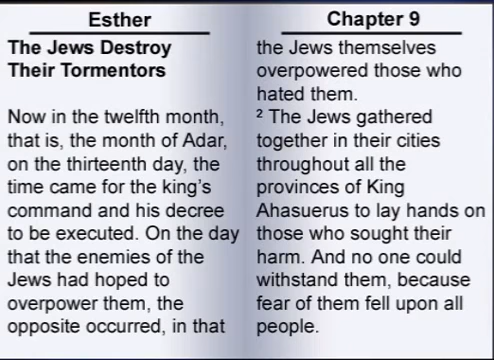 Esther
The Jews Destroy
Their Tormentors
Now in the twelfth month,
that is, the month of Adar,
on the thirteenth day, the
time came for the king's
command and his decree
to be executed. On the day
that the enemies of the
Jews had hoped to
overpower them, the
opposite occurred, in that
Chapter 9
the Jews themselves
overpowered those who
hated them.
² The Jews gathered
together in their cities
throughout all the
provinces of King
Ahasuerus to lay hands on
those who sought their
harm. And no one could
withstand them, because
fear of them fell upon all
people.